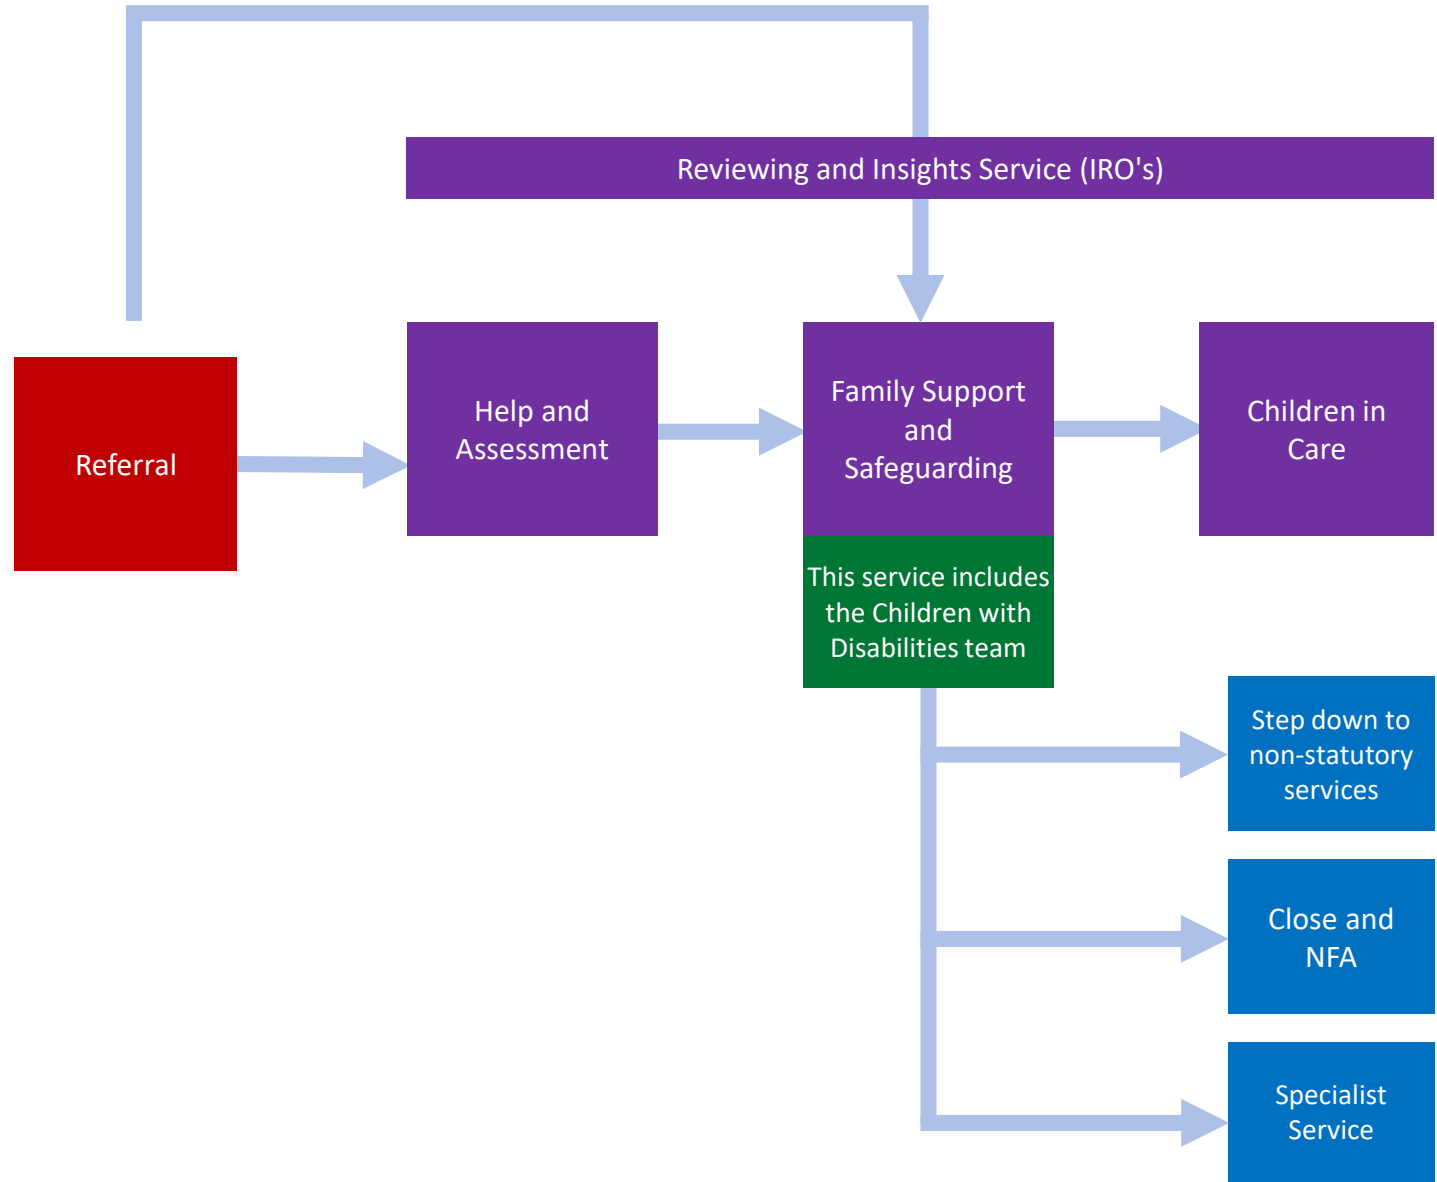 Reviewing and Insights Service (IRO's)
Referral
Help and
Assessment
Family Support
and
Safeguarding
Children in
Care
This service includes
the Children with
Disabilities team
Step down to
non-statutory
services
Close and
NFA
Specialist
Service